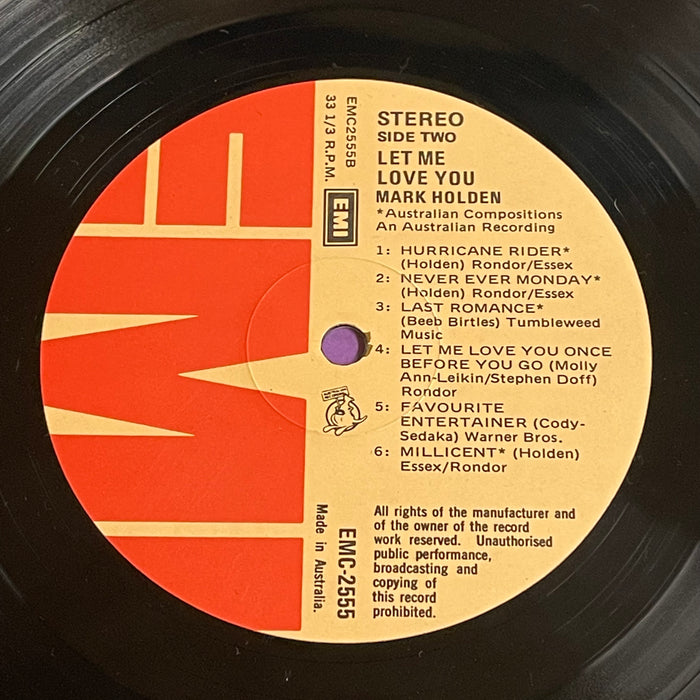 STEREO
SIDE TWO
LET ME
LOVE YOU
MARK HOLDEN
*Australian Compositions
An Australian Recording
1: HURRICANE RIDER*
(Holden) Rondor/Essex
2: NEVER EVER MONDAY*
(Holden) Rondor/Essex
3: LAST ROMANCE*
(Beeb Birtles) Tumbleweed
Music
4: LET ME LOVE YOU ONCE
BEFORE YOU GO (Molly
Ann-Leikin/Stephen Doff)
Rondor
5: FAVOURITE
ENTERTAINER (Cody-
Sedaka) Warner Bros.
6: MILLICENT* (Holden)
Essex/Rondor
All rights of the manufacturer and
of the owner of the record
work reserved. Unauthorised
public performance,
broadcasting and
copying of
this record
prohibited.
EMC2555B
33 1/3 R.P.M.
EMI
EMC-2555
Made in Australia.
EMI